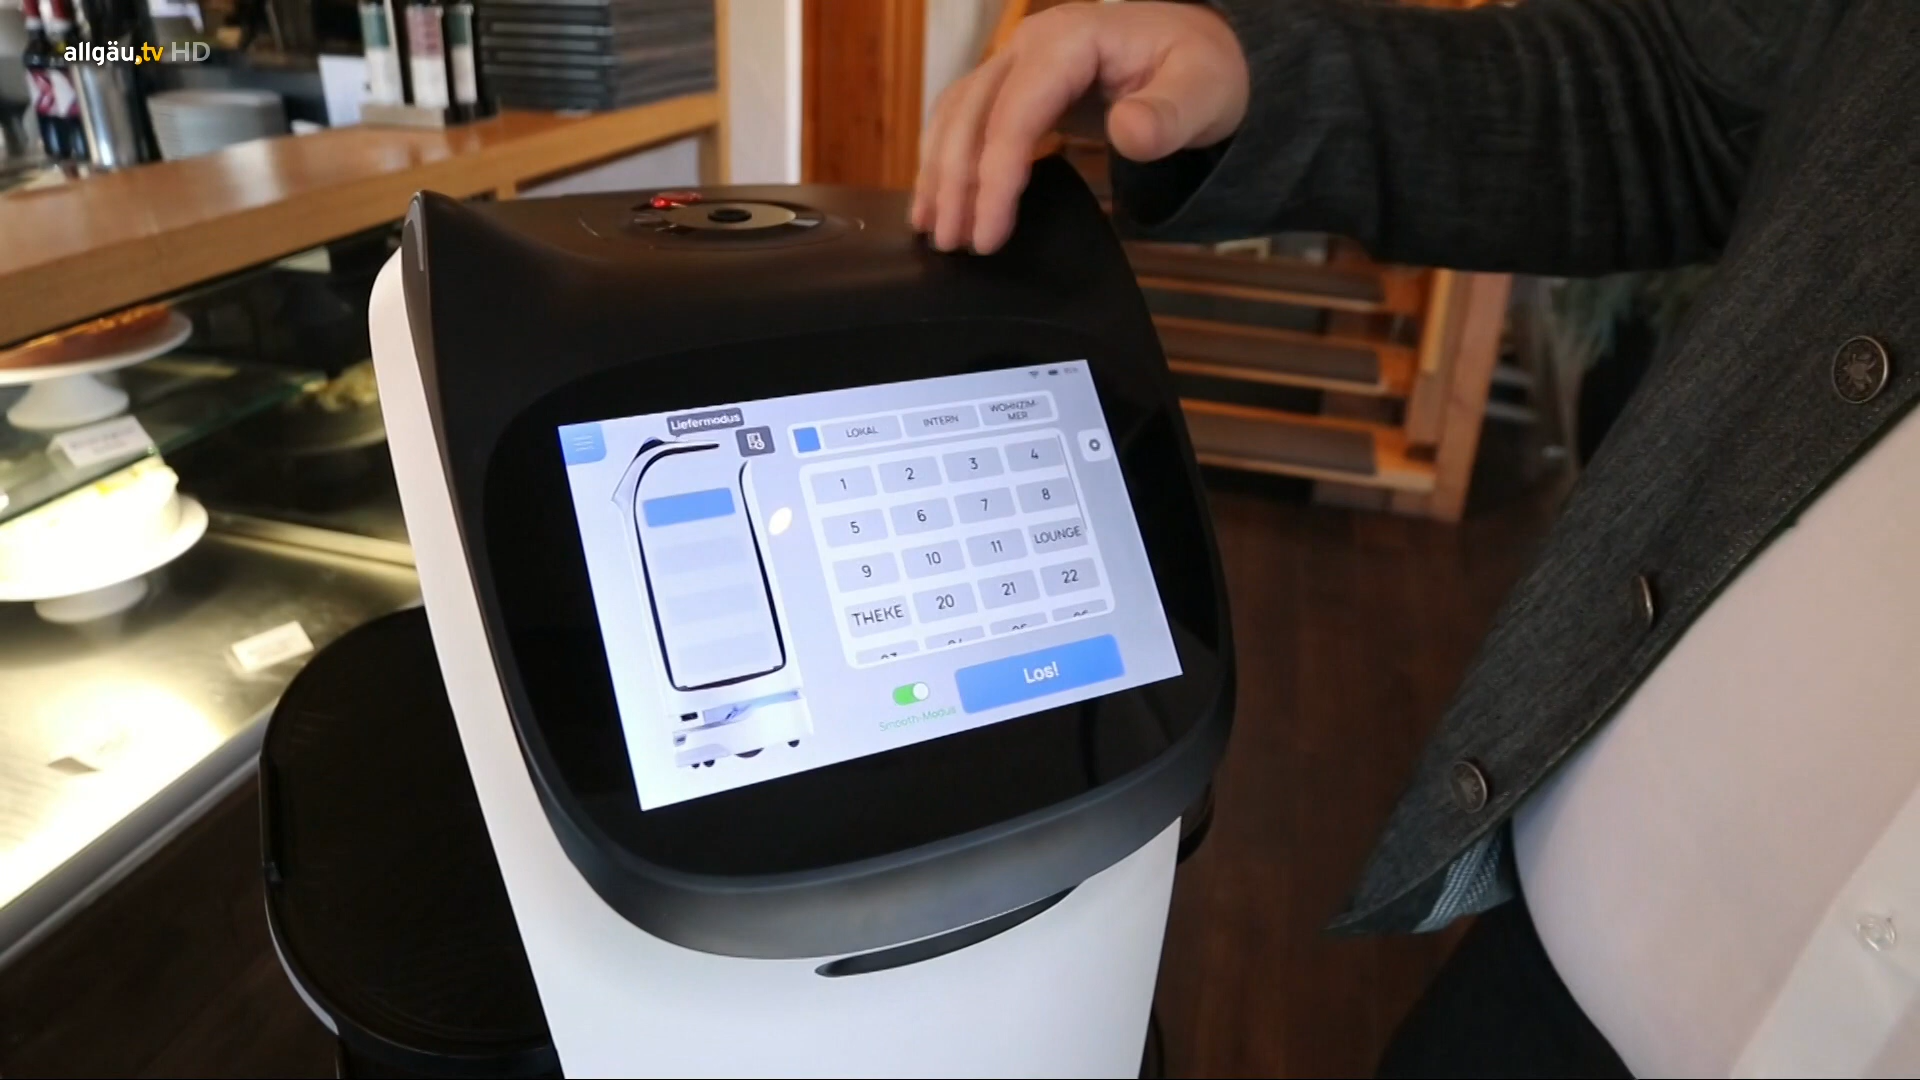 allgäu.tv HD
Liefermodus
LOKAL
INTERN
WOHNZIM-
MER
1
2
3
4
5
6
7
8
9
10
11
LOUNGE
THEKE
20
21
22
Smooth-Modus
Los!